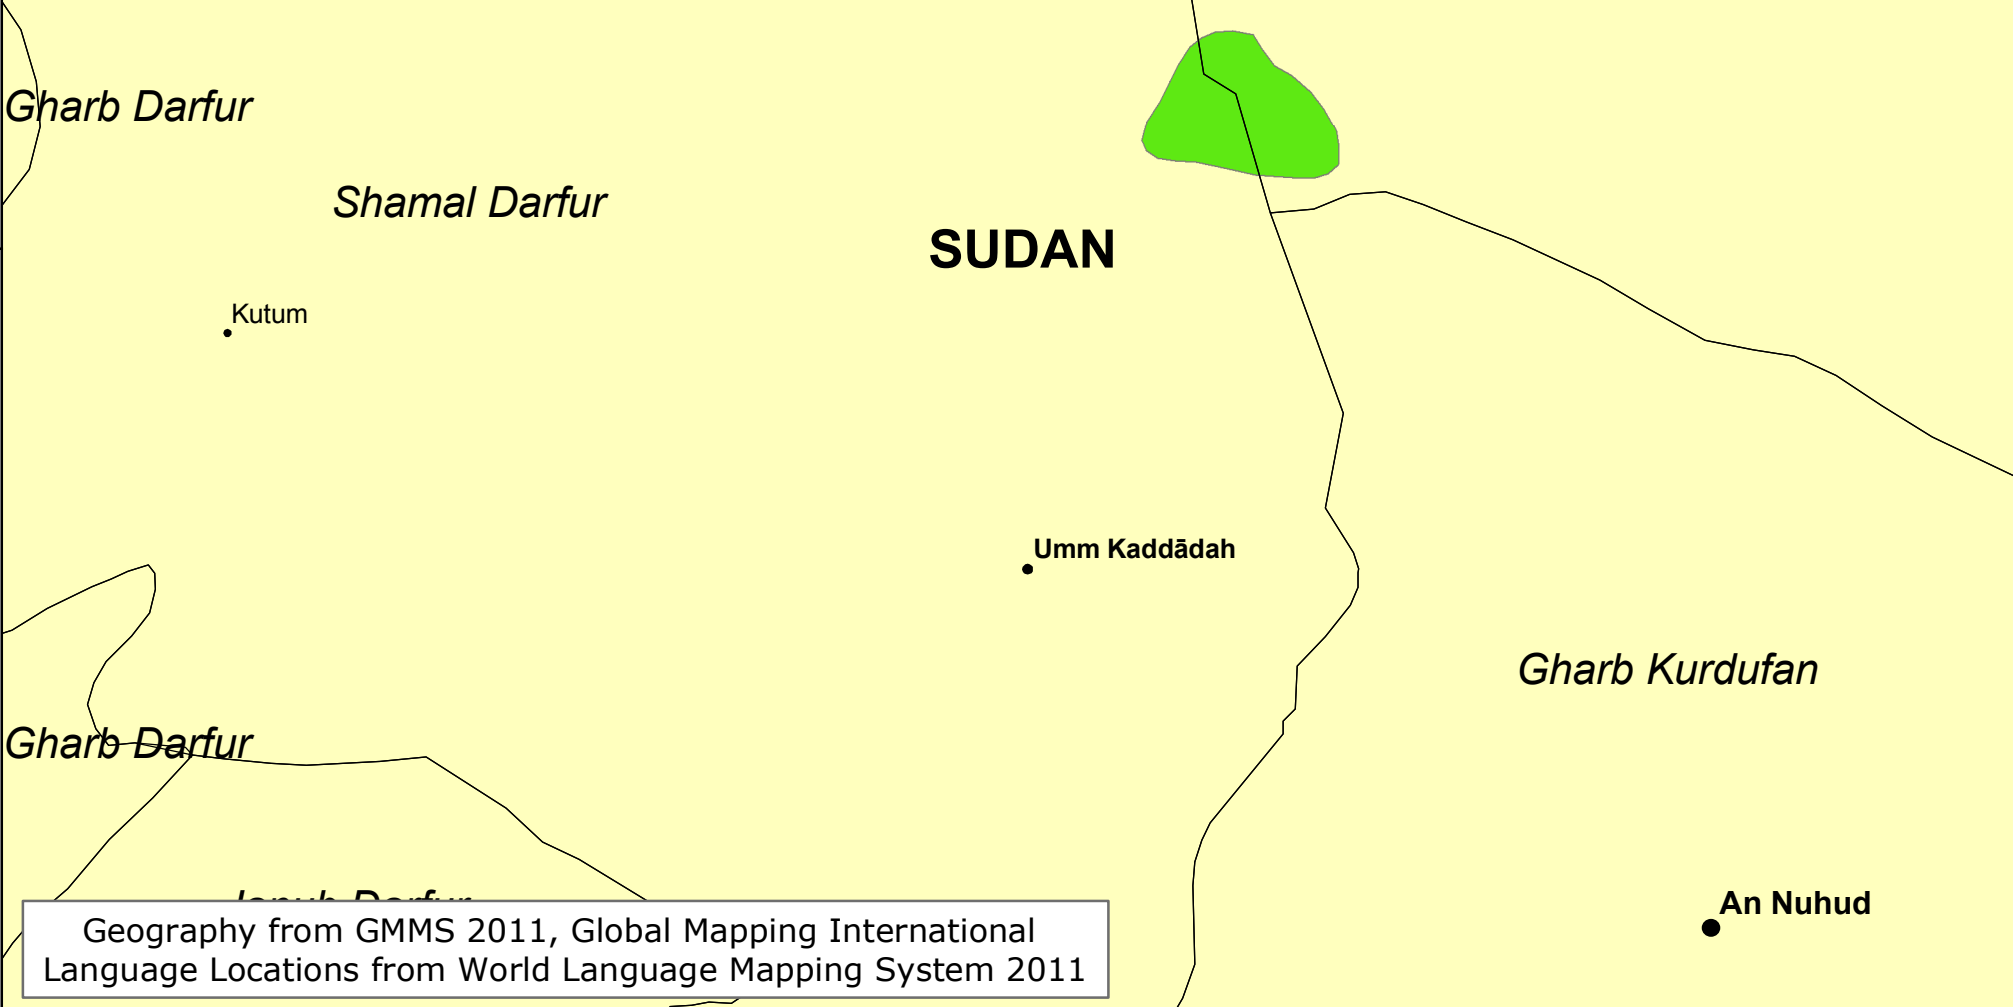 Gharb Darfur
Shamal Darfur
SUDAN
Kutum
Umm Kaddādah
Gharb Kurdufan
Gharb Darfur
Darfur
An Nuhud
Geography from GMMS 2011, Global Mapping International
Language Locations from World Language Mapping System 2011